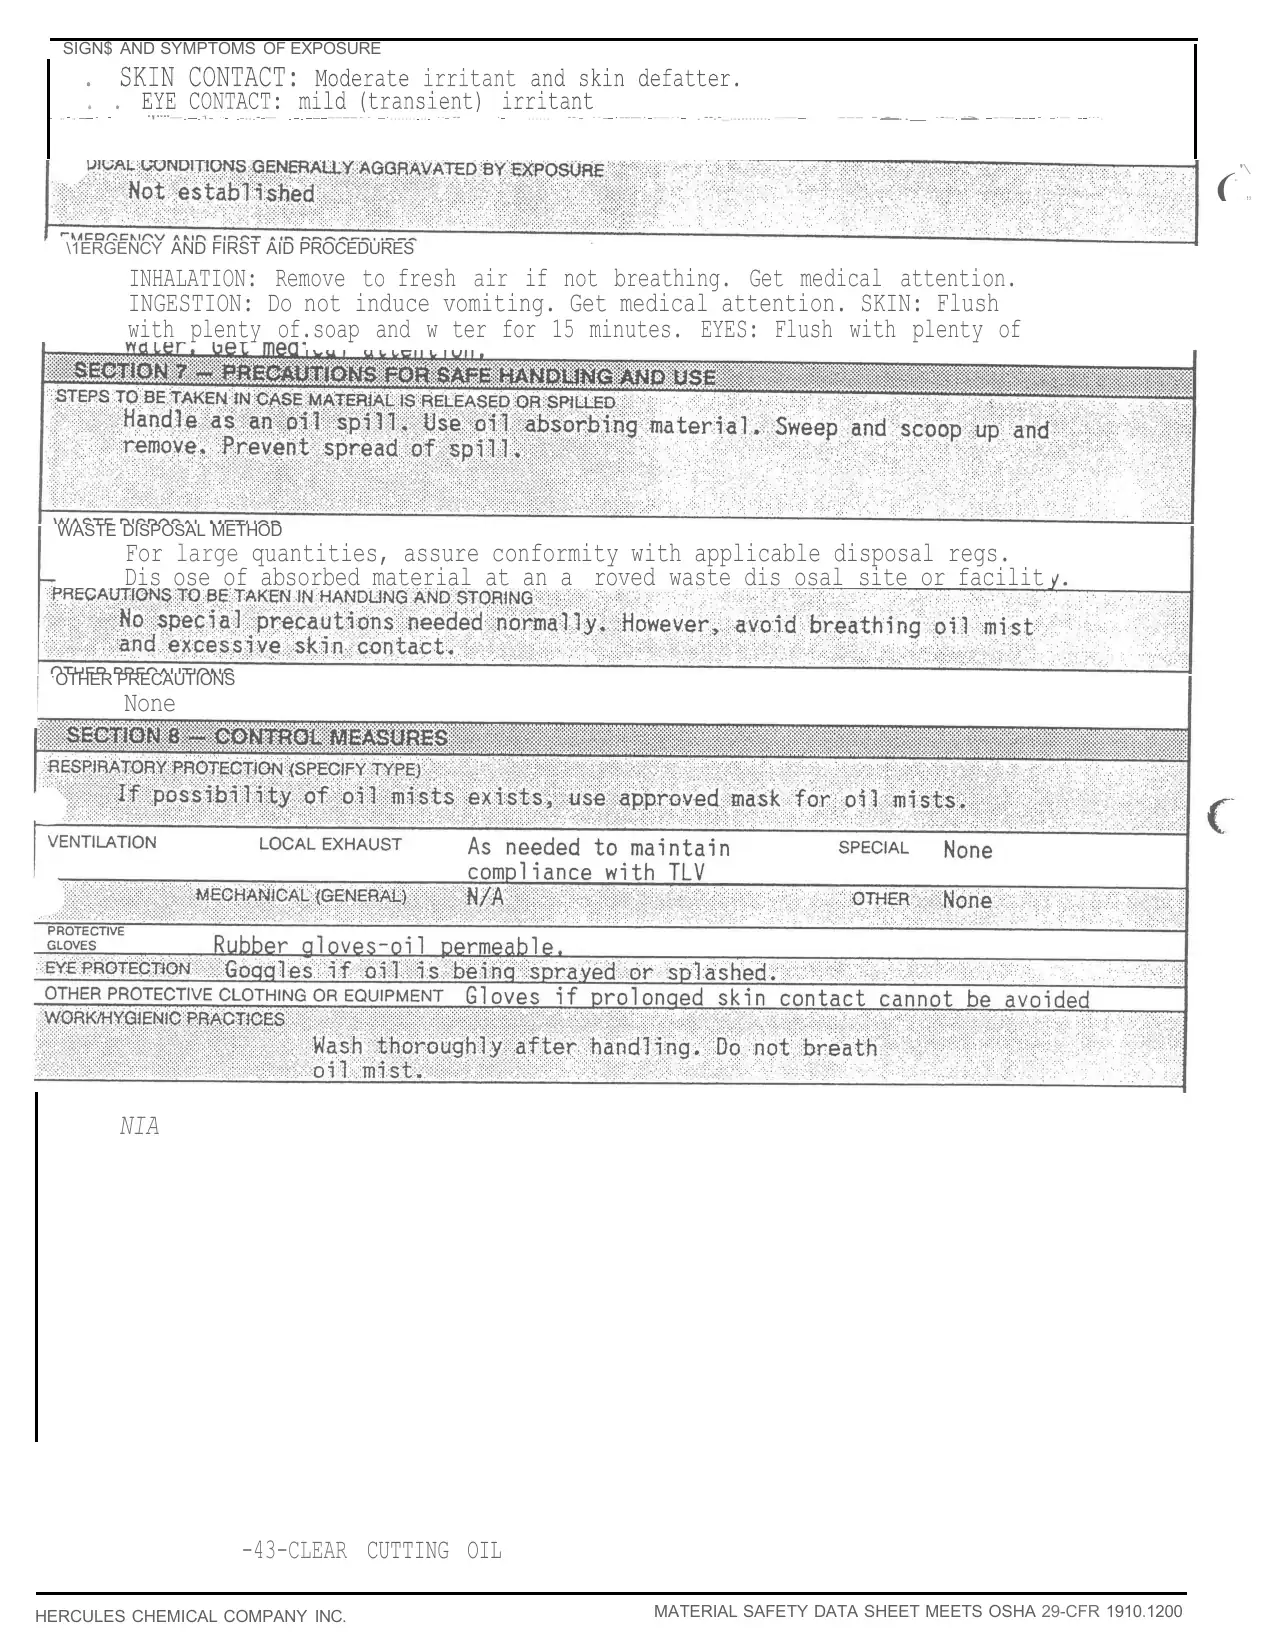 SIGN$ AND SYMPTOMS OF EXPOSURE
. SKIN CONTACT: Moderate irritant and skin defatter.
. . EYE CONTACT: mild (transient) irritant
DICAL CONDITIONS GENERALLY AGGRAVATED BY EXPOSURE
Not established
MERGENCY AND FIRST AID PROCEDURES
INHALATION: Remove to fresh air if not breathing. Get medical attention.
INGESTION: Do not induce vomiting. Get medical attention. SKIN: Flush
with plenty of.soap and w ter for 15 minutes. EYES: Flush with plenty of
water. Get medical attention.
SECTION 7 — PRECAUTIONS FOR SAFE HANDLING AND USE
STEPS TO BE TAKEN IN CASE MATERIAL IS RELEASED OR SPILLED
Handle as an oil spill. Use oil absorbing material. Sweep and scoop up and
remove. Prevent spread of spill.
WASTE DISPOSAL METHOD
For large quantities, assure conformity with applicable disposal regs.
Dis ose of absorbed material at an a roved waste dis osal site or facility.
PRECAUTIONS TO BE TAKEN IN HANDLING AND STORING
No special precautions needed normally. However, avoid breathing oil mist
and excessive skin contact.
OTHER PRECAUTIONS
None
SECTION 8 — CONTROL MEASURES
RESPIRATORY PROTECTION (SPECIFY TYPE)
If possibility of oil mists exists, use approved mask for oil mists.
VENTILATION LOCAL EXHAUST As needed to maintain SPECIAL None
compliance with TLV
MECHANICAL (GENERAL) N/A OTHER None
PROTECTIVE
GLOVES Rubber gloves-oil permeable.
EYE PROTECTION Goggles if oil is being sprayed or splashed.
OTHER PROTECTIVE CLOTHING OR EQUIPMENT Gloves if prolonged skin contact cannot be avoided
WORK/HYGIENIC PRACTICES
Wash thoroughly after handling. Do not breath
oil mist.
NIA
-43-CLEAR CUTTING OIL
HERCULES CHEMICAL COMPANY INC. MATERIAL SAFETY DATA SHEET MEETS OSHA 29-CFR 1910.1200